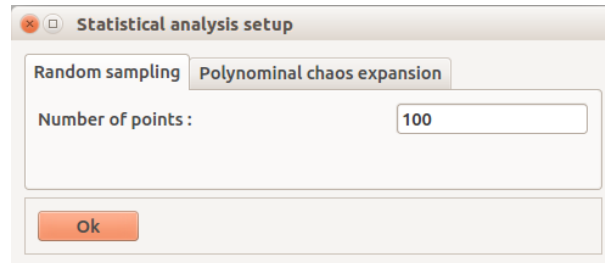 Statistical analysis setup
Random sampling Polynominal chaos expansion
Number of points : 100
Ok